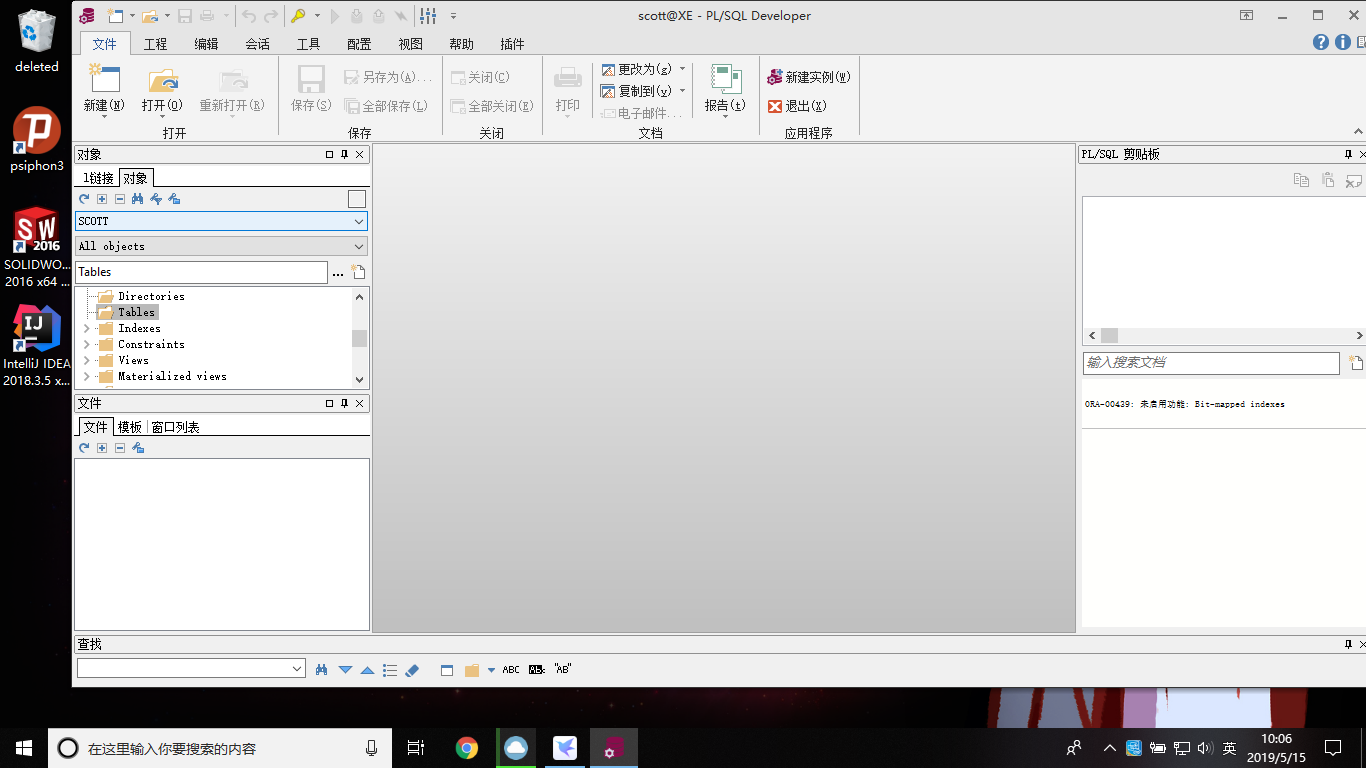 deleted
psiphon3
SW
2016
SOLIDWO...
2016 x64 ...
IJ
IntelliJ IDEA
2018.3.5 x...
scott@XE - PL/SQL Developer
文件 工程 编辑 会话 工具 配置 视图 帮助 插件
新建(N) 打开(O) 重新打开(R)
打开
保存(S) 另存为(A)...
全部保存(L)
保存
关闭(C)
全部关闭(E)
关闭
打印 更改为(g)
复制到(y)
电子邮件...
文档
报告(t)
新建实例(W)
退出(X)
应用程序
对象
l链接 对象
SCOTT
All objects
Tables ...
Directories
Tables
Indexes
Constraints
Views
Materialized views
文件
文件 模板 窗口列表
PL/SQL 剪贴板
输入搜索文档
ORA-00439: 未启用功能: Bit-mapped indexes
查找
ABC AB: "AB"
在这里输入你要搜索的内容
英
10:06
2019/5/15